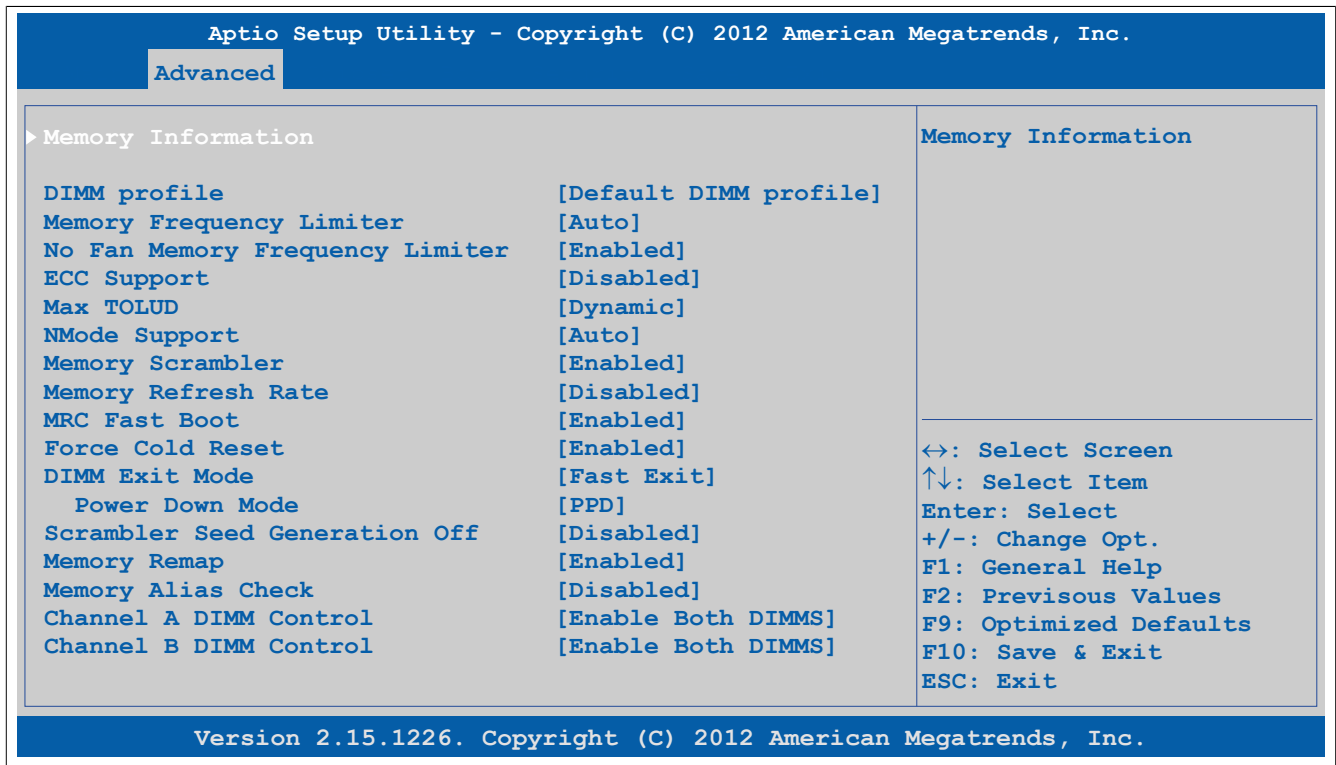 Aptio Setup Utility - Copyright (C) 2012 American Megatrends, Inc.
Advanced
Memory Information
DIMM profile [Default DIMM profile]
Memory Frequency Limiter [Auto]
No Fan Memory Frequency Limiter [Enabled]
ECC Support [Disabled]
Max TOLUD [Dynamic]
NMode Support [Auto]
Memory Scrambler [Enabled]
Memory Refresh Rate [Disabled]
MRC Fast Boot [Enabled]
Force Cold Reset [Enabled]
DIMM Exit Mode [Fast Exit]
Power Down Mode [PPD]
Scrambler Seed Generation Off [Disabled]
Memory Remap [Enabled]
Memory Alias Check [Disabled]
Channel A DIMM Control [Enable Both DIMMS]
Channel B DIMM Control [Enable Both DIMMS]
Memory Information
↔: Select Screen
↑↓: Select Item
Enter: Select
+/-: Change Opt.
F1: General Help
F2: Previsous Values
F9: Optimized Defaults
F10: Save & Exit
ESC: Exit
Version 2.15.1226. Copyright (C) 2012 American Megatrends, Inc.